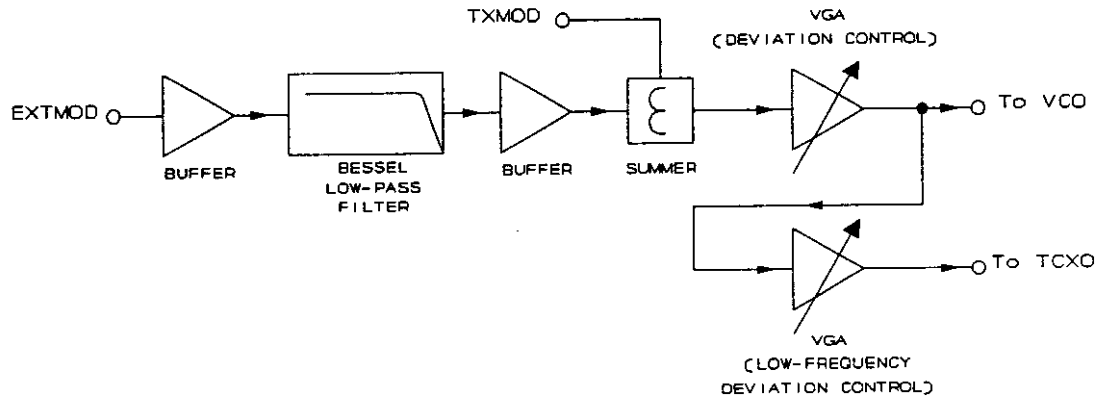 TXMOD
VGA
(DEVIATION CONTROL)
EXTMOD
To VCO
BUFFER
BESSEL
LOW-PASS
FILTER
BUFFER
SUMMER
To TCXO
VGA
(LOW-FREQUENCY
DEVIATION CONTROL)